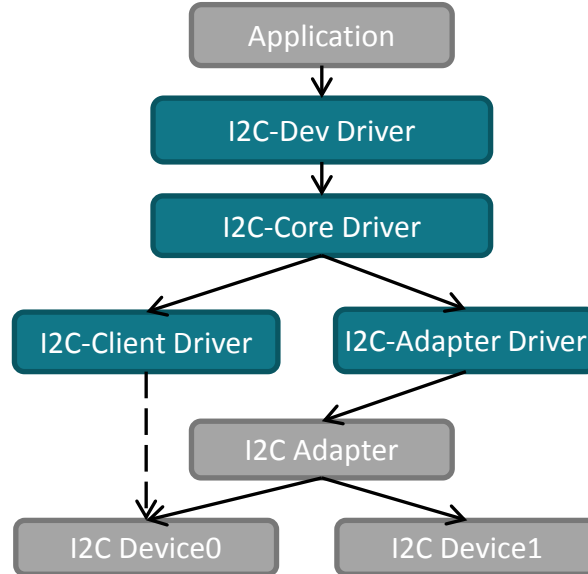 Application
I2C-Dev Driver
I2C-Core Driver
I2C-Client Driver
I2C-Adapter Driver
I2C Adapter
I2C Device0
I2C Device1